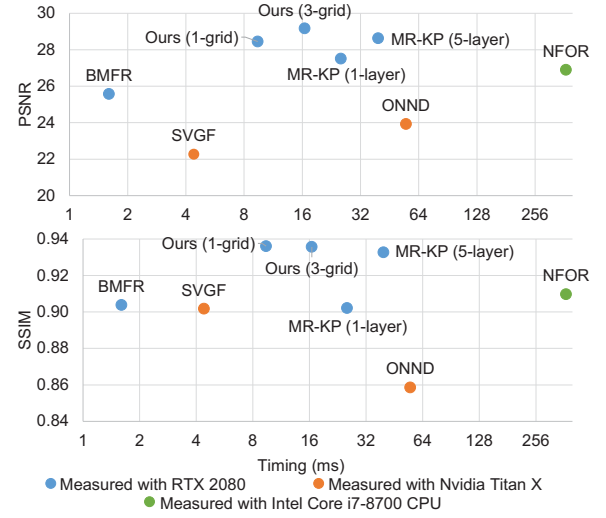 30
28
26
24
22
20
PSNR
Ours (3-grid)
Ours (1-grid)
MR-KP (5-layer)
MR-KP (1-layer)
NFOR
BMFR
ONND
SVGF
1 2 4 8 16 32 64 128 256
0.94
0.92
0.90
0.88
0.86
0.84
SSIM
Ours (1-grid)
MR-KP (5-layer)
Ours (3-grid)
NFOR
BMFR
SVGF
MR-KP (1-layer)
ONND
1 2 4 8 16 32 64 128 256
Timing (ms)
Measured with RTX 2080
Measured with Nvidia Titan X
Measured with Intel Core i7-8700 CPU